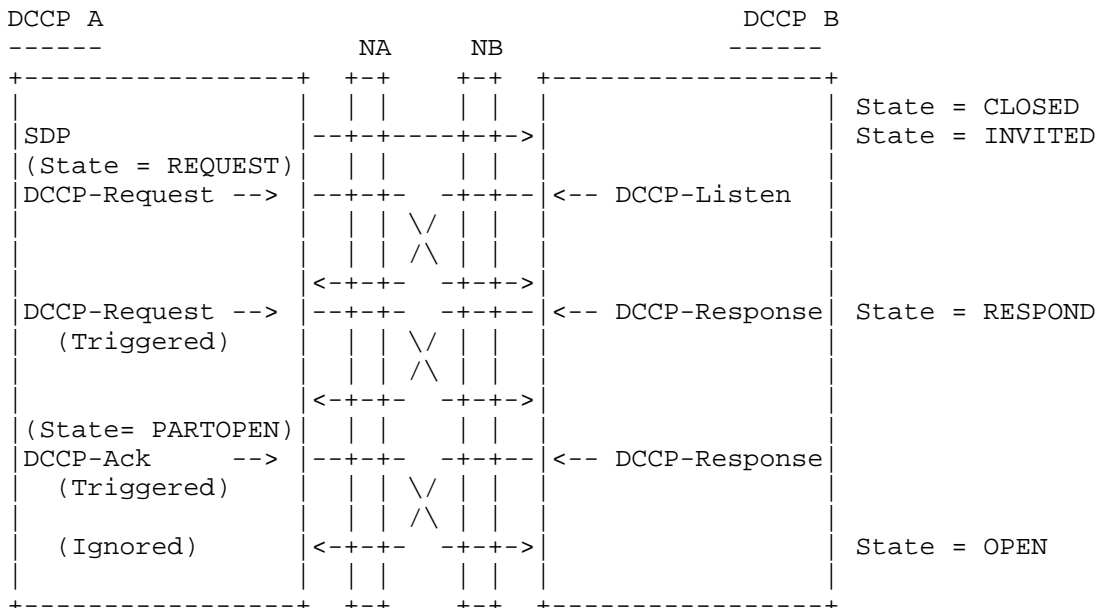 DCCP A                                          DCCP B
------               NA     NB                  ------
+-----------------+  +-+    +-+  +-----------------+
|                 |  | |    | |  |                 | State = CLOSED
|SDP              |--+-+----+-+->|                 | State = INVITED
|(State = REQUEST)|  | |    | |  |                 |
|DCCP-Request --> |--+-+-  -+-+--|<-- DCCP-Listen  |
|                 |  | | \/ | |  |                 |
|                 |  | | /\ | |  |                 |
|                 |<-+-+-  -+-+->|                 |
|DCCP-Request --> |--+-+-  -+-+--|<-- DCCP-Response| State = RESPOND
|  (Triggered)    |  | | \/ | |  |                 |
|                 |  | | /\ | |  |                 |
|                 |<-+-+-  -+-+->|                 |
|(State= PARTOPEN)|  | |    | |  |                 |
|DCCP-Ack     --> |--+-+-  -+-+--|<-- DCCP-Response|
|  (Triggered)    |  | | \/ | |  |                 |
|                 |  | | /\ | |  |                 |
|  (Ignored)      |<-+-+-  -+-+->|                 | State = OPEN
|                 |  | |    | |  |                 |
+-----------------+  +-+    +-+  +-----------------+